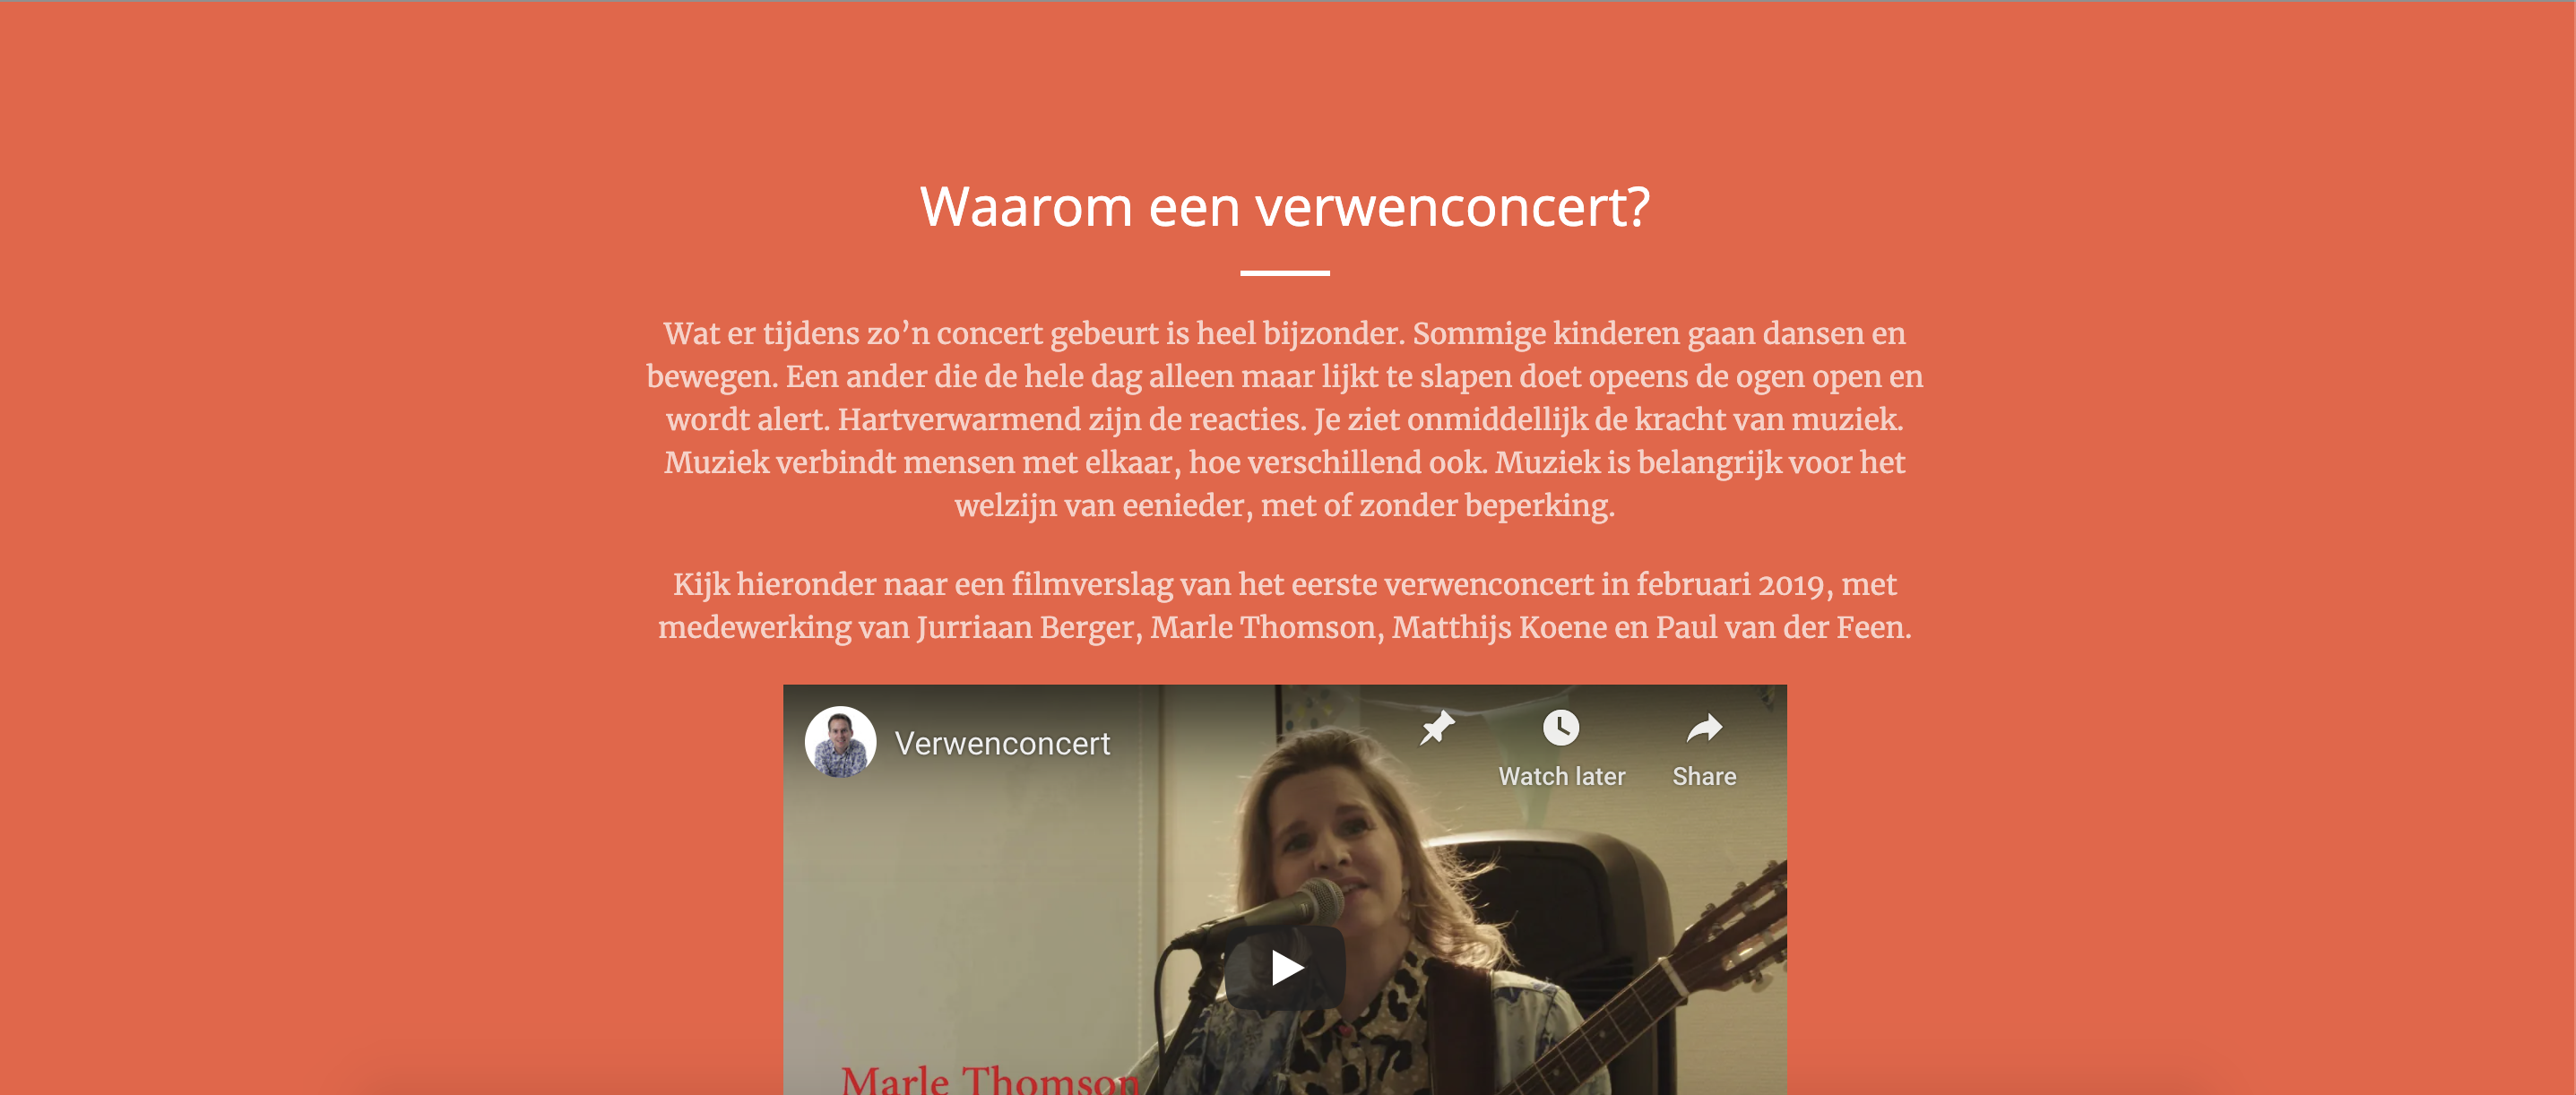 Waarom een verwenconcert?
Wat er tijdens zo’n concert gebeurt is heel bijzonder. Sommige kinderen gaan dansen en
bewegen. Een ander die de hele dag alleen maar lijkt te slapen doet opeens de ogen open en
wordt alert. Hartverwarmend zijn de reacties. Je ziet onmiddellijk de kracht van muziek.
Muziek verbindt mensen met elkaar, hoe verschillend ook. Muziek is belangrijk voor het
welzijn van eenieder, met of zonder beperking.
Kijk hieronder naar een filmverslag van het eerste verwenconcert in februari 2019, met
medewerking van Jurriaan Berger, Marle Thomson, Matthijs Koene en Paul van der Feen.
Verwenconcert
Watch later
Share
Marle Thomson